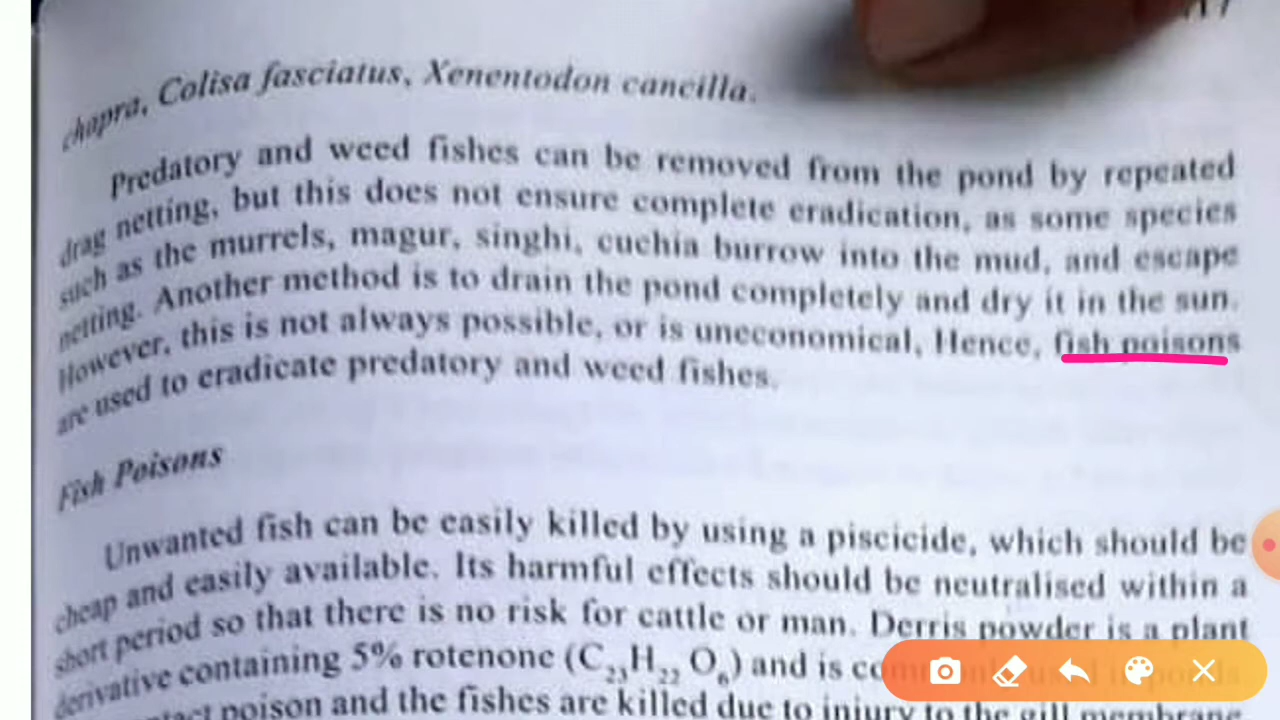 chapra, Colisa fasciatus, Xenentodon cancilla.
Predatory and weed fishes can be removed from the pond by repeated
drag netting, but this does not ensure complete eradication, as some species
such as the murrels, magur, singhi, cuchia burrow into the mud, and escape
netting. Another method is to drain the pond completely and dry it in the sun.
However, this is not always possible, or is uneconomical, Hence, fish poisons
are used to eradicate predatory and weed fishes.
Fish Poisons
Unwanted fish can be easily killed by using a piscicide, which should be
cheap and easily available. Its harmful effects should be neutralised within a
short period so that there is no risk for cattle or man. Derris powder is a plant
derivative containing 5% rotenone (C₂₃H₂₂ O₆) and is
poison and the fishes are killed due to injury to the gill membrane